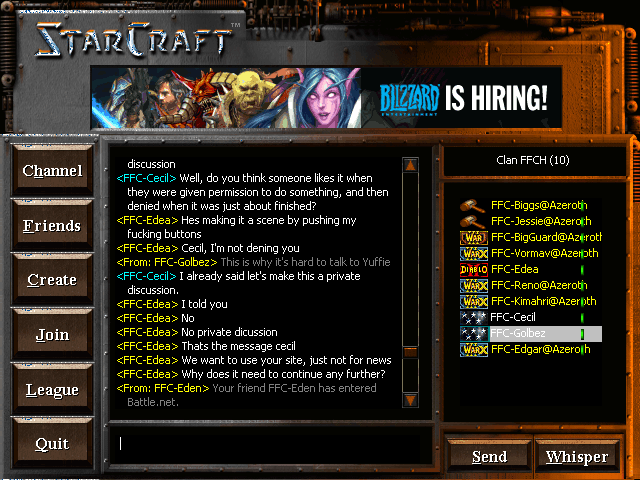 STARCRAFT™
BLIZZARD ENTERTAINMENT IS HIRING!
Clan FFCH (10)
Channel
Friends
Create
Join
League
Quit
discussion
<FFC-Cecil> Well, do you think someone likes it when
they were given permission to do something, and then
denied when it was just about finished?
<FFC-Edea> Hes making it a scene by pushing my
fucking buttons
<FFC-Edea> Cecil, I'm not dening you
<From: FFC-Golbez> This is why it's hard to talk to Yuffie
<FFC-Cecil> I already said let's make this a private
discussion.
<FFC-Edea> I told you
<FFC-Edea> No
<FFC-Edea> No private dicussion
<FFC-Edea> Thats the message cecil
<FFC-Edea> We want to use your site, just not for news
<FFC-Edea> Why does it need to continue any further?
<From: FFC-Eden> Your friend FFC-Eden has entered
Battle.net.
FFC-Biggs@Azeroth
FFC-Jessie@Azeroth
WAR FFC-BigGuard@Azeroth
WARX FFC-Vormav@Azeroth
DIABLO FFC-Edea
WARX FFC-Reno@Azeroth
WARX FFC-Kimahri@Azeroth
FFC-Cecil
FFC-Golbez
WARX FFC-Edgar@Azeroth
Send
Whisper